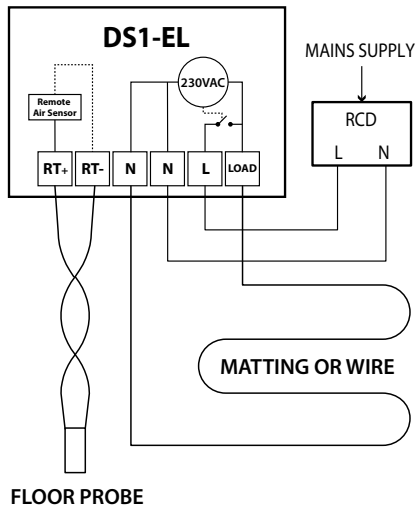 DS1-EL
MAINS SUPPLY
230VAC
Remote
Air Sensor
RCD
L N
RT+ RT- N N L LOAD
MATTING OR WIRE
FLOOR PROBE